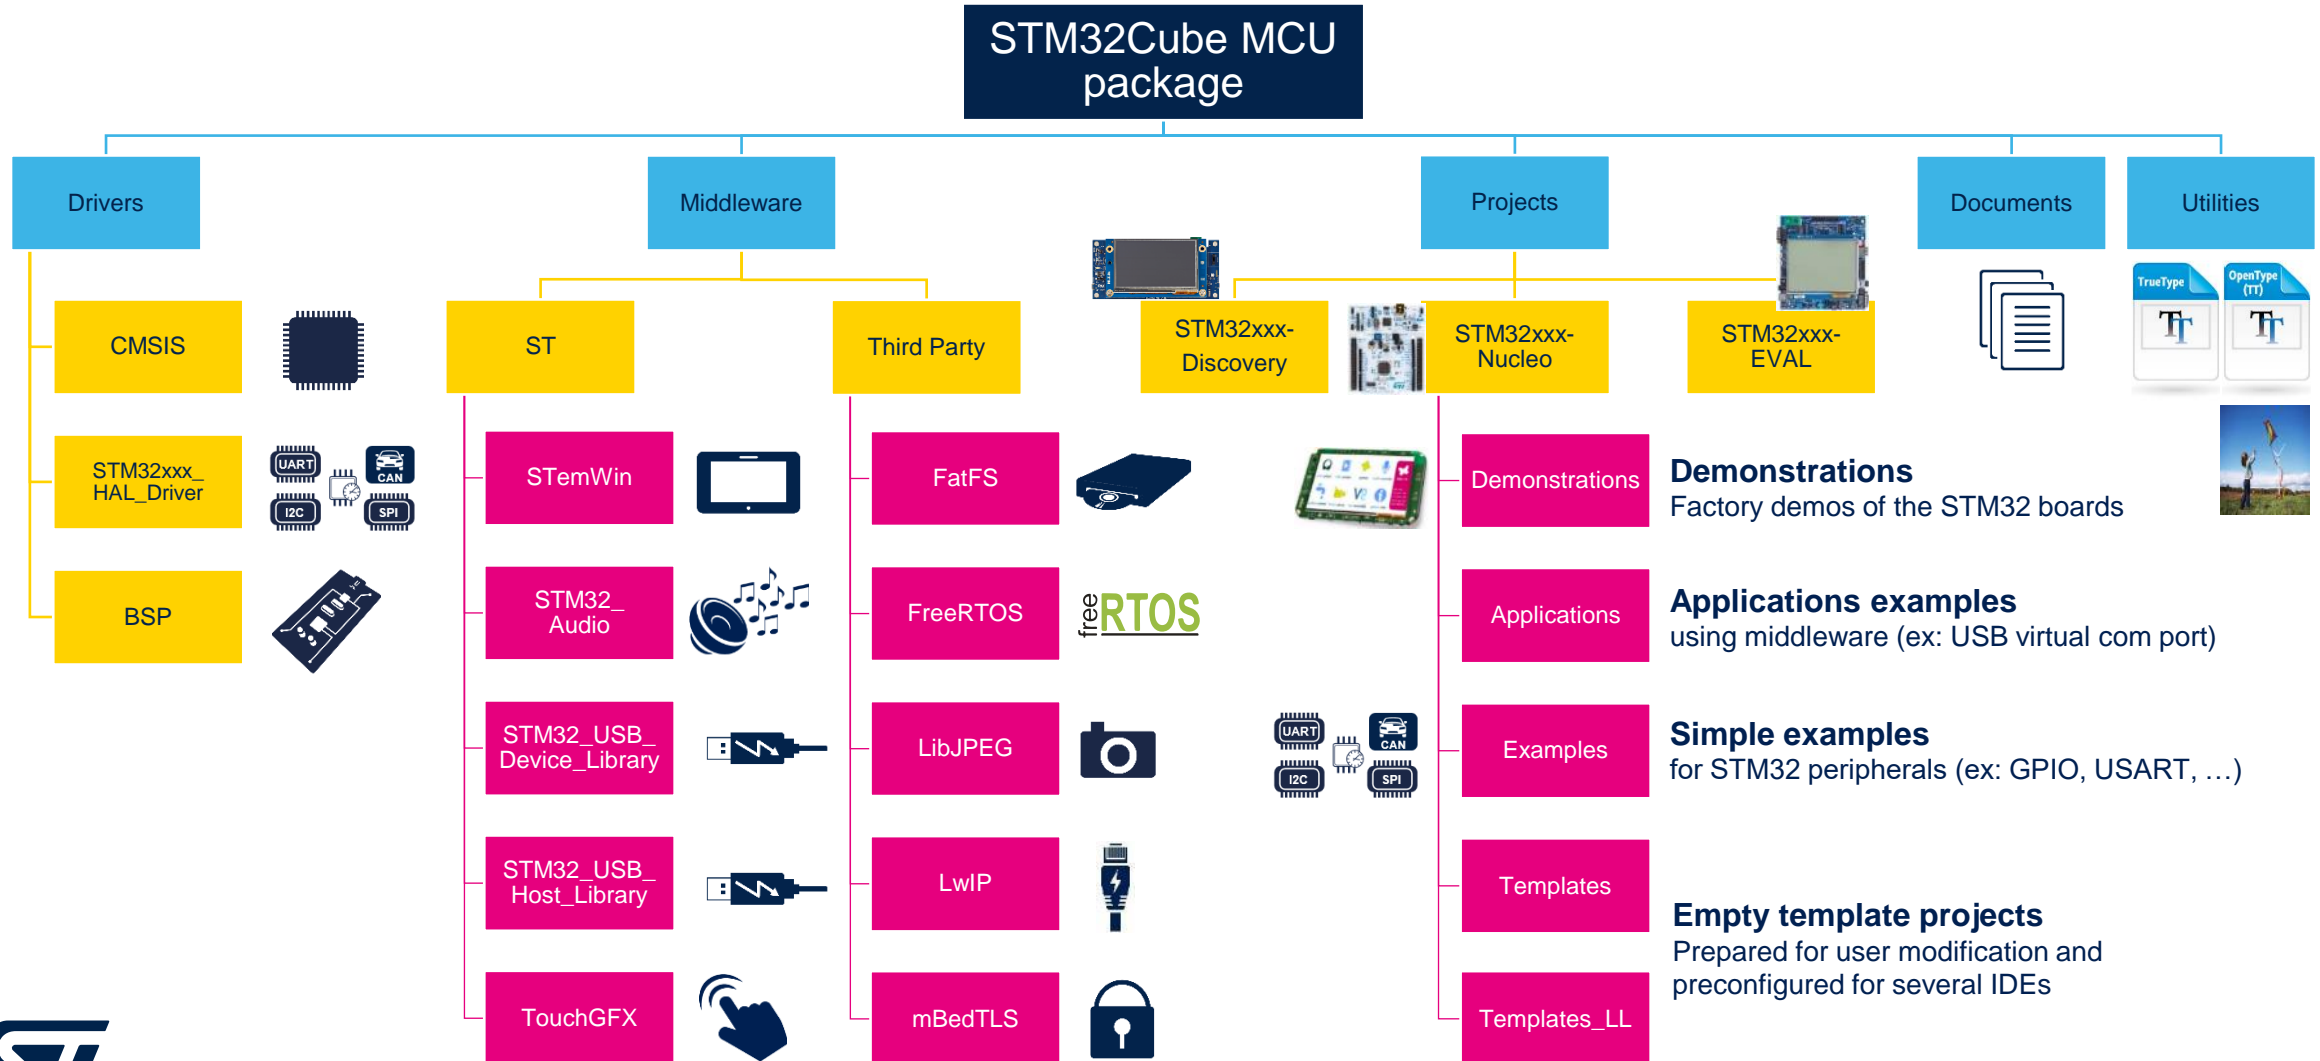 STM32Cube MCU
package
Drivers
Middleware
Projects
Documents
Utilities
CMSIS
ST
Third Party
STM32xxx-
Discovery
STM32xxx-
Nucleo
STM32xxx-
EVAL
TrueType
OpenType
(TT)
STM32xxx_
HAL_Driver
UART
CAN
I2C
SPI
BSP
STemWin
STM32_
Audio
STM32_USB_
Device_Library
STM32_USB_
Host_Library
TouchGFX
FatFS
FreeRTOS
free RTOS
LibJPEG
LwIP
mBedTLS
Demonstrations
Demonstrations
Factory demos of the STM32 boards
Applications
Applications examples
using middleware (ex: USB virtual com port)
UART
CAN
I2C
SPI
Examples
Simple examples
for STM32 peripherals (ex: GPIO, USART, …)
Templates
Templates_LL
Empty template projects
Prepared for user modification and
preconfigured for several IDEs